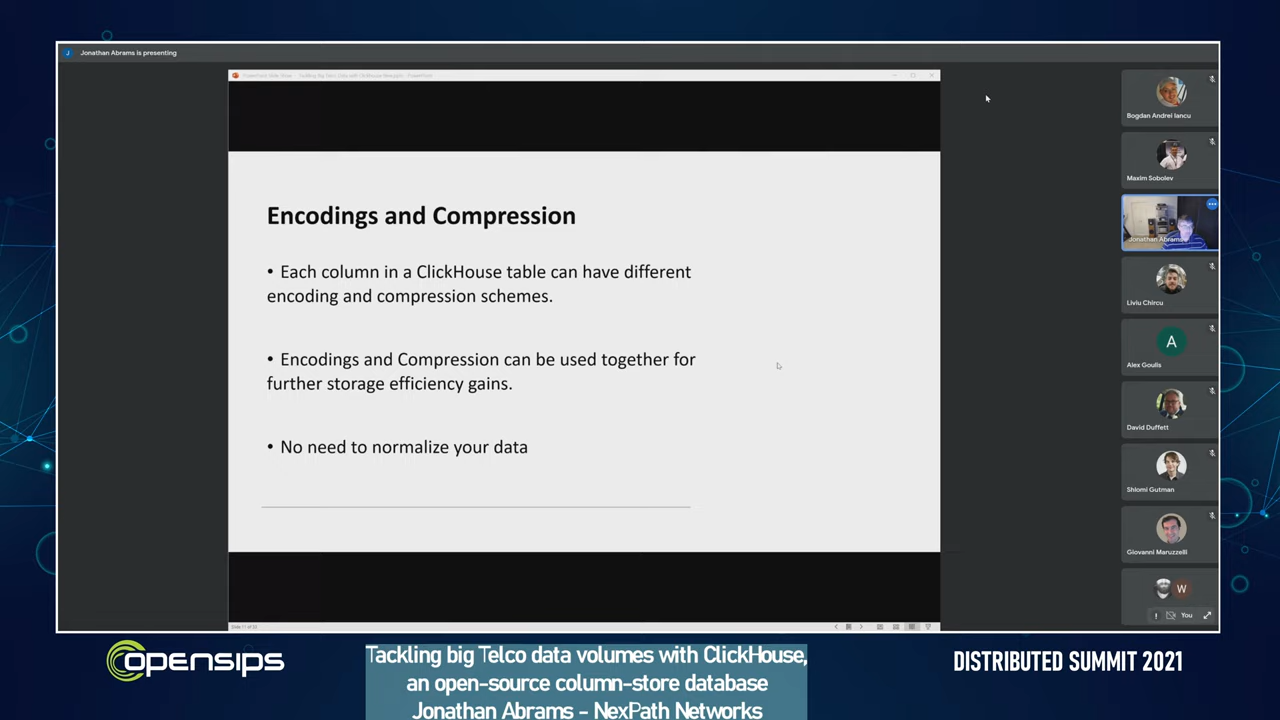 Jonathan Abrams is presenting
Encodings and Compression
• Each column in a ClickHouse table can have different
encoding and compression schemes.
• Encodings and Compression can be used together for
further storage efficiency gains.
• No need to normalize your data
Bogdan Andrei Iancu
Maxim Sobolev
Jonathan Abrams
Liviu Chircu
A
Alex Goulis
David Duffett
Shlomi Gutman
Giovanni Maruzzelli
W
You
opensips
Tackling big Telco data volumes with ClickHouse,
an open-source column-store database
Jonathan Abrams - NexPath Networks
DISTRIBUTED SUMMIT 2021